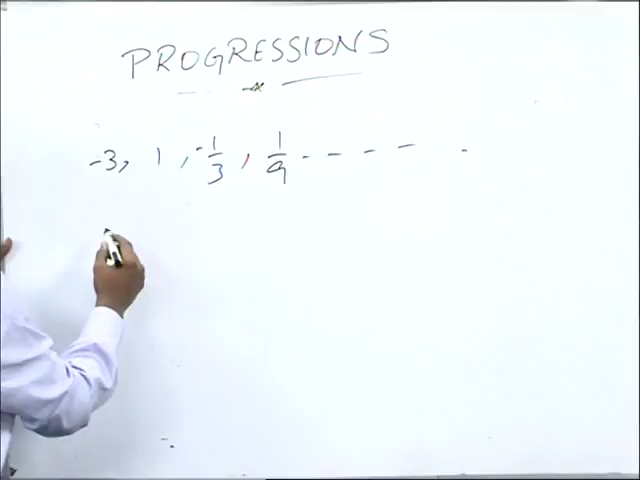 PROGRESSIONS
-3, 1, -1/3, 1/9 - - - -